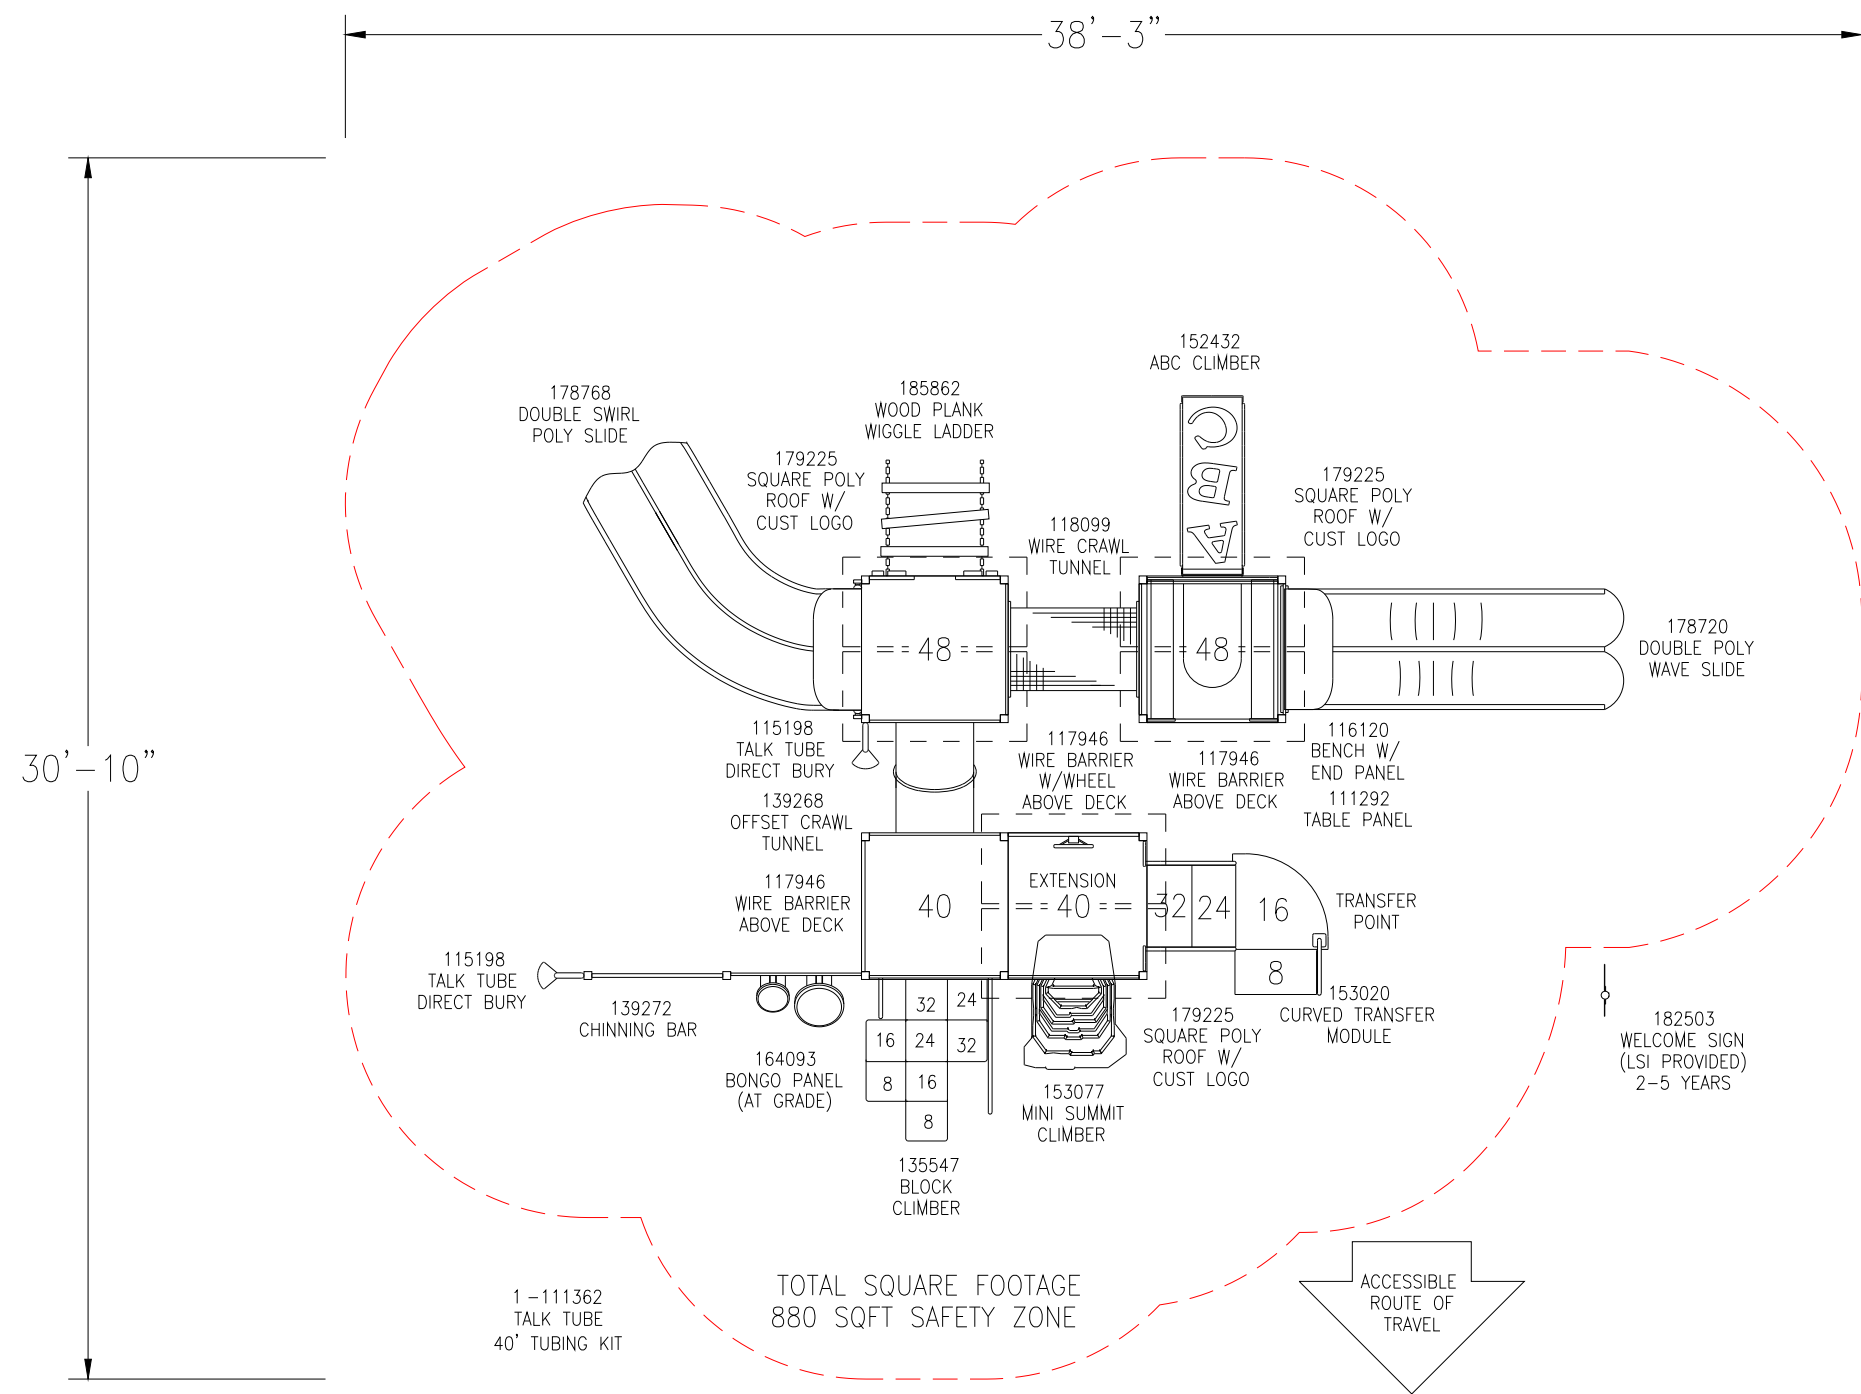 38'-3"
30'-10"
152432
ABC CLIMBER
178768
DOUBLE SWIRL
POLY SLIDE
185862
WOOD PLANK
WIGGLE LADDER
179225
SQUARE POLY
ROOF W/
CUST LOGO
118099
WIRE CRAWL
TUNNEL
C
B
A
179225
SQUARE POLY
ROOF W/
CUST LOGO
48
48
178720
DOUBLE POLY
WAVE SLIDE
115198
TALK TUBE
DIRECT BURY
117946
WIRE BARRIER
W/WHEEL
ABOVE DECK
117946
WIRE BARRIER
ABOVE DECK
116120
BENCH W/
END PANEL
111292
TABLE PANEL
139268
OFFSET CRAWL
TUNNEL
117946
WIRE BARRIER
ABOVE DECK
40
EXTENSION
40
32
24
16
8
TRANSFER
POINT
115198
TALK TUBE
DIRECT BURY
139272
CHINNING BAR
164093
BONGO PANEL
(AT GRADE)
32
24
16
24
32
8
16
8
135547
BLOCK
CLIMBER
153077
MINI SUMMIT
CLIMBER
179225
SQUARE POLY
ROOF W/
CUST LOGO
153020
CURVED TRANSFER
MODULE
182503
WELCOME SIGN
(LSI PROVIDED)
2-5 YEARS
1-111362
TALK TUBE
40' TUBING KIT
TOTAL SQUARE FOOTAGE
880 SQFT SAFETY ZONE
ACCESSIBLE
ROUTE OF
TRAVEL